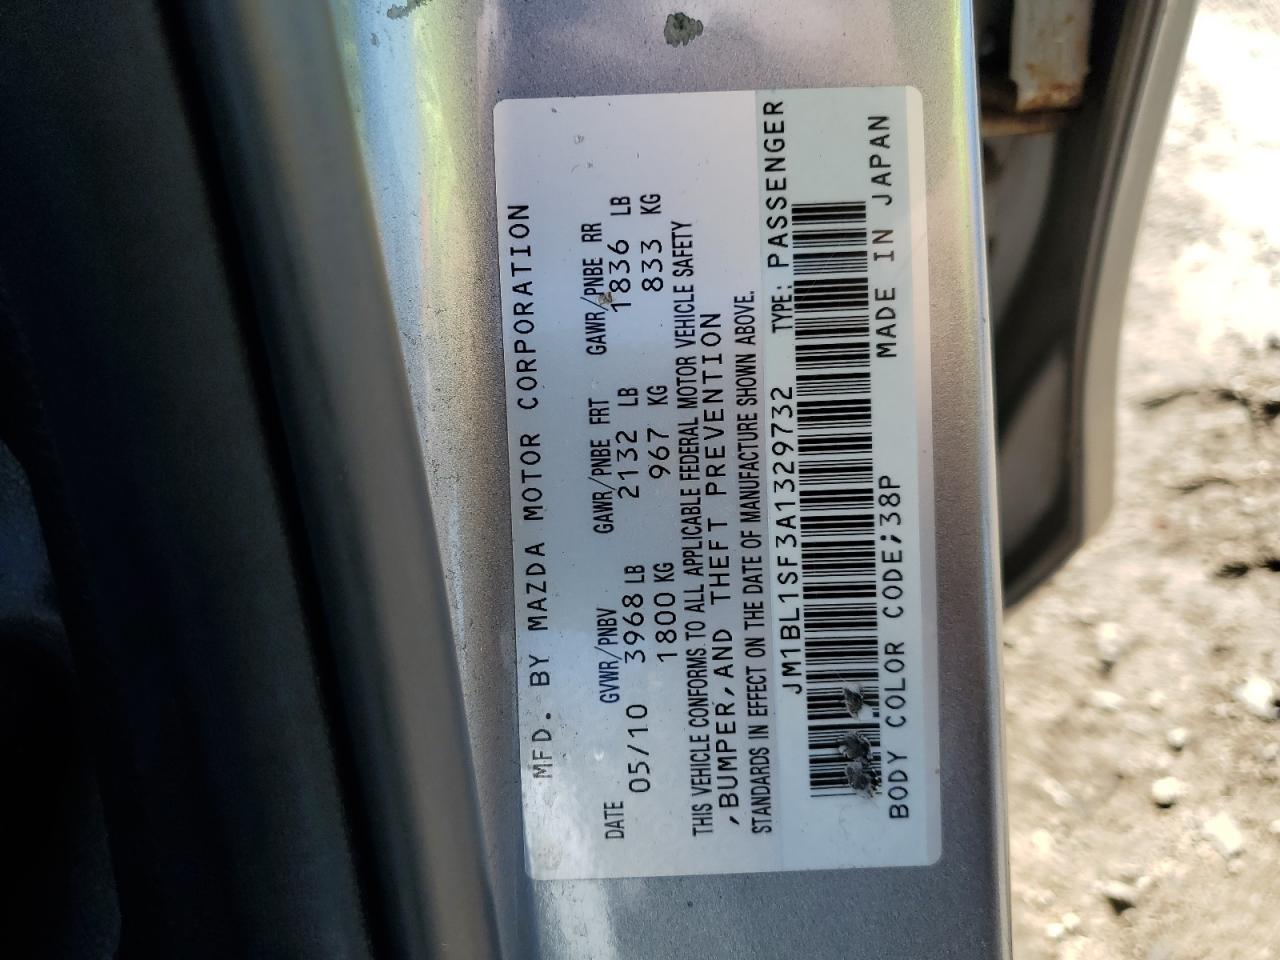 MFD. BY MAZDA MOTOR CORPORATION
DATE GVWR/PNBV GAWR/PNBE FRT GAWR/PNBE RR
05/10 3968 LB 2132 LB 1836 LB
1800 KG 967 KG 833 KG
THIS VEHICLE CONFORMS TO ALL APPLICABLE FEDERAL MOTOR VEHICLE SAFETY
,BUMPER,AND THEFT PREVENTION
STANDARDS IN EFFECT ON THE DATE OF MANUFACTURE SHOWN ABOVE.
JM1BL1SF3A1329732 TYPE: PASSENGER
BODY COLOR CODE;38P MADE IN JAPAN